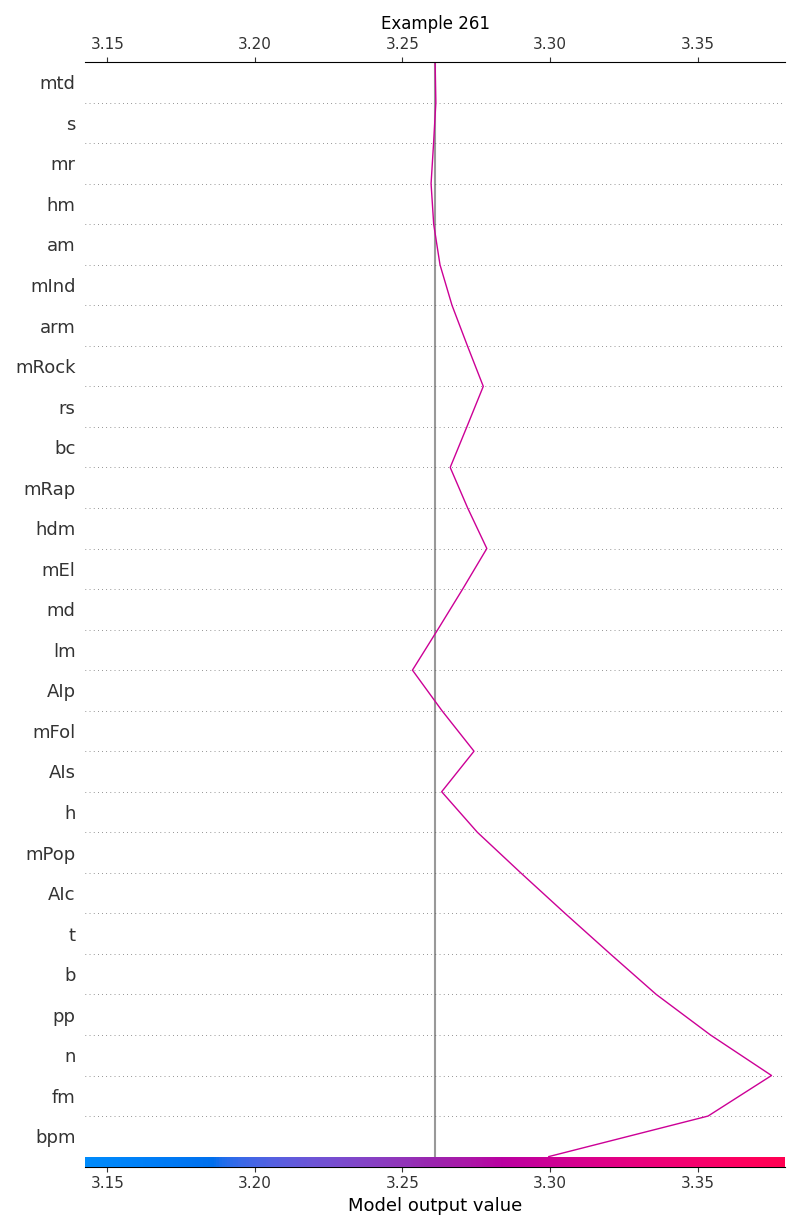 Example 261
3.15 3.20 3.25 3.30 3.35
mtd
s
mr
hm
am
mInd
arm
mRock
rs
bc
mRap
hdm
mEl
md
lm
AIp
mFol
AIs
h
mPop
AIc
t
b
pp
n
fm
bpm
3.15 3.20 3.25 3.30 3.35
Model output value